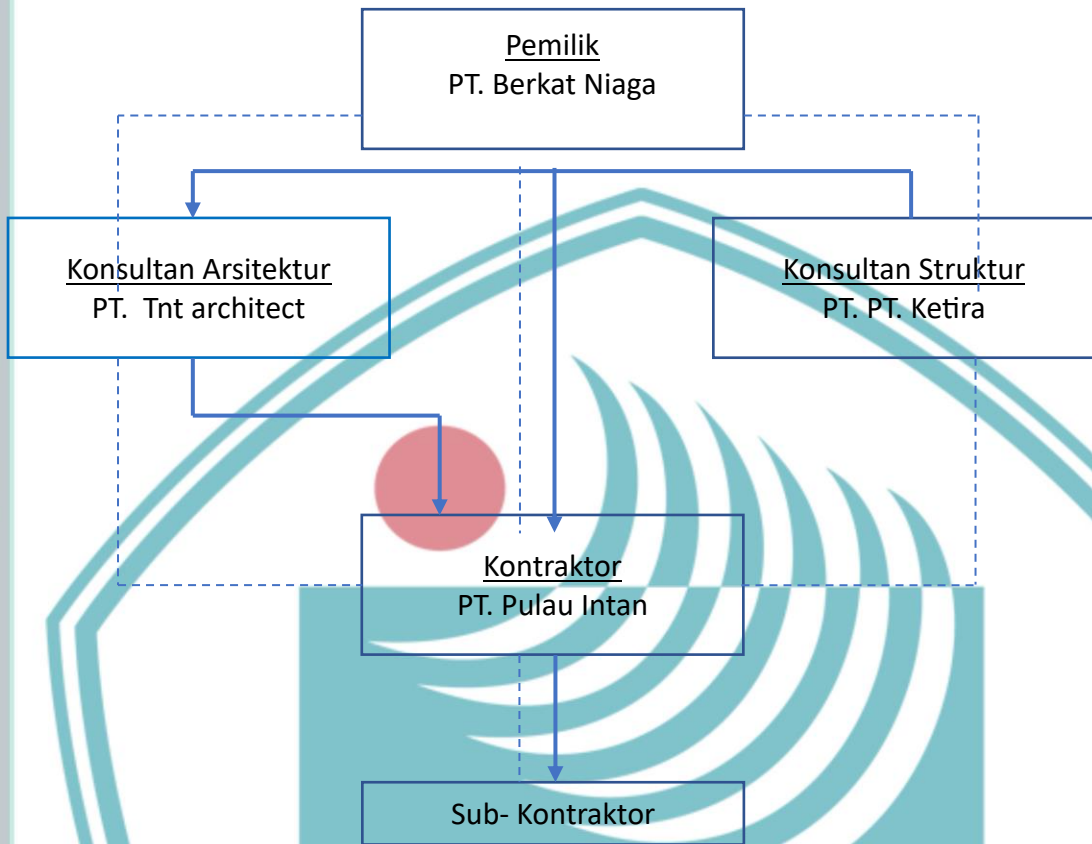 Pemilik
PT. Berkat Niaga
Konsultan Arsitektur
PT.  Tnt architect
Konsultan Struktur
PT. PT. Ketira
Kontraktor
PT. Pulau Intan
Sub- Kontraktor